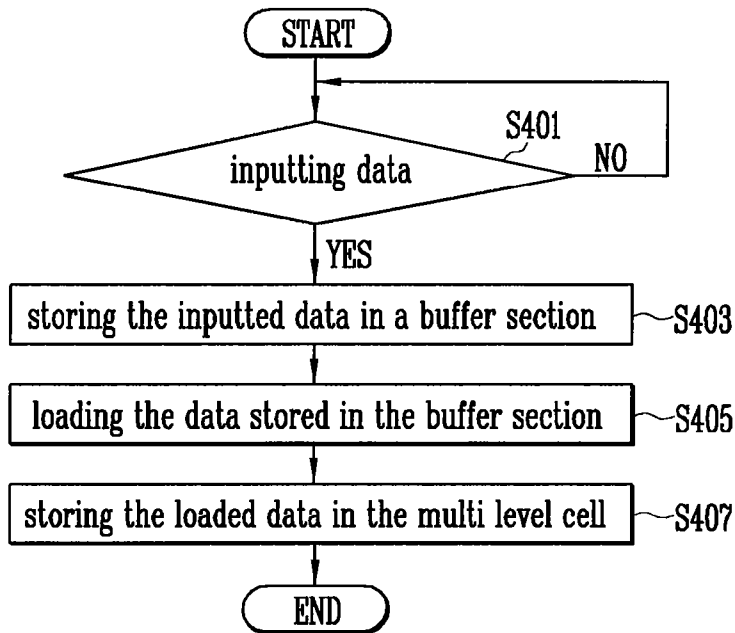 START
S401
inputting data
NO
YES
storing the inputted data in a buffer section
S403
loading the data stored in the buffer section
S405
storing the loaded data in the multi level cell
S407
END